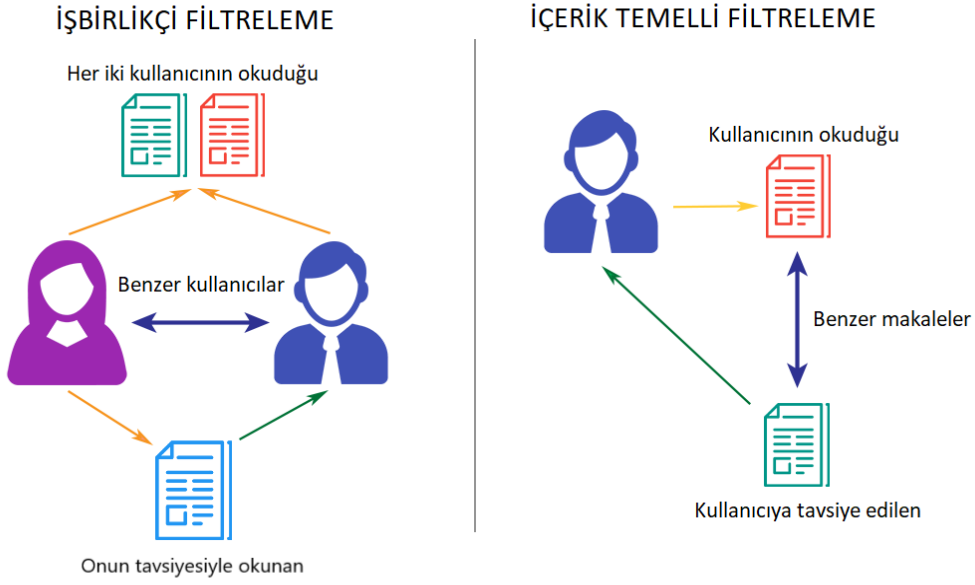 İŞBİRLİKÇİ FİLTRELEME
Her iki kullanıcının okuduğu
Benzer kullanıcılar
Onun tavsiyesiyle okunan
İÇERİK TEMELLİ FİLTRELEME
Kullanıcının okuduğu
Benzer makaleler
Kullanıcıya tavsiye edilen